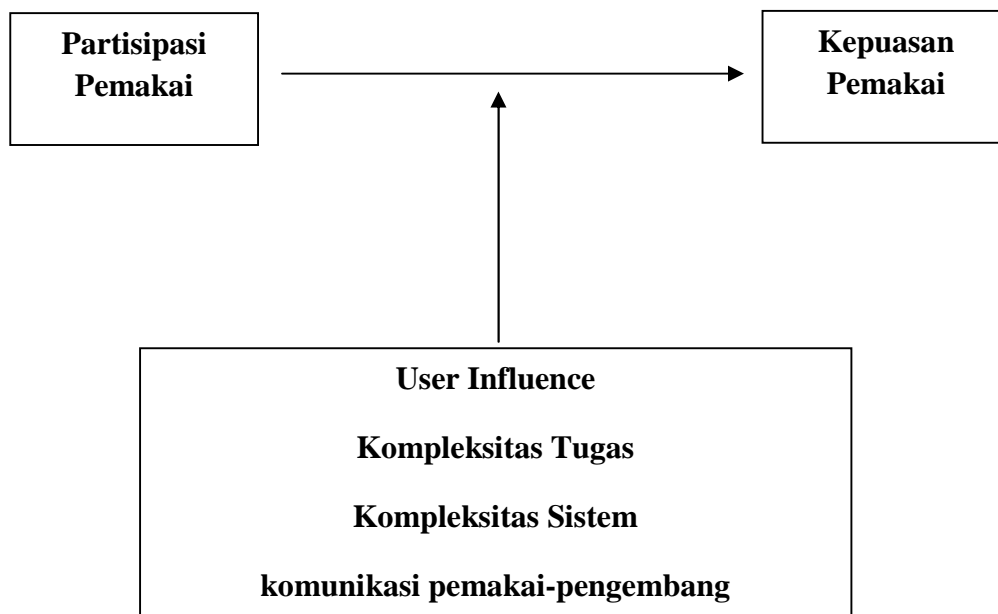 Partisipasi
Pemakai
Kepuasan
Pemakai
User Influence
Kompleksitas Tugas
Kompleksitas Sistem
komunikasi pemakai-pengembang